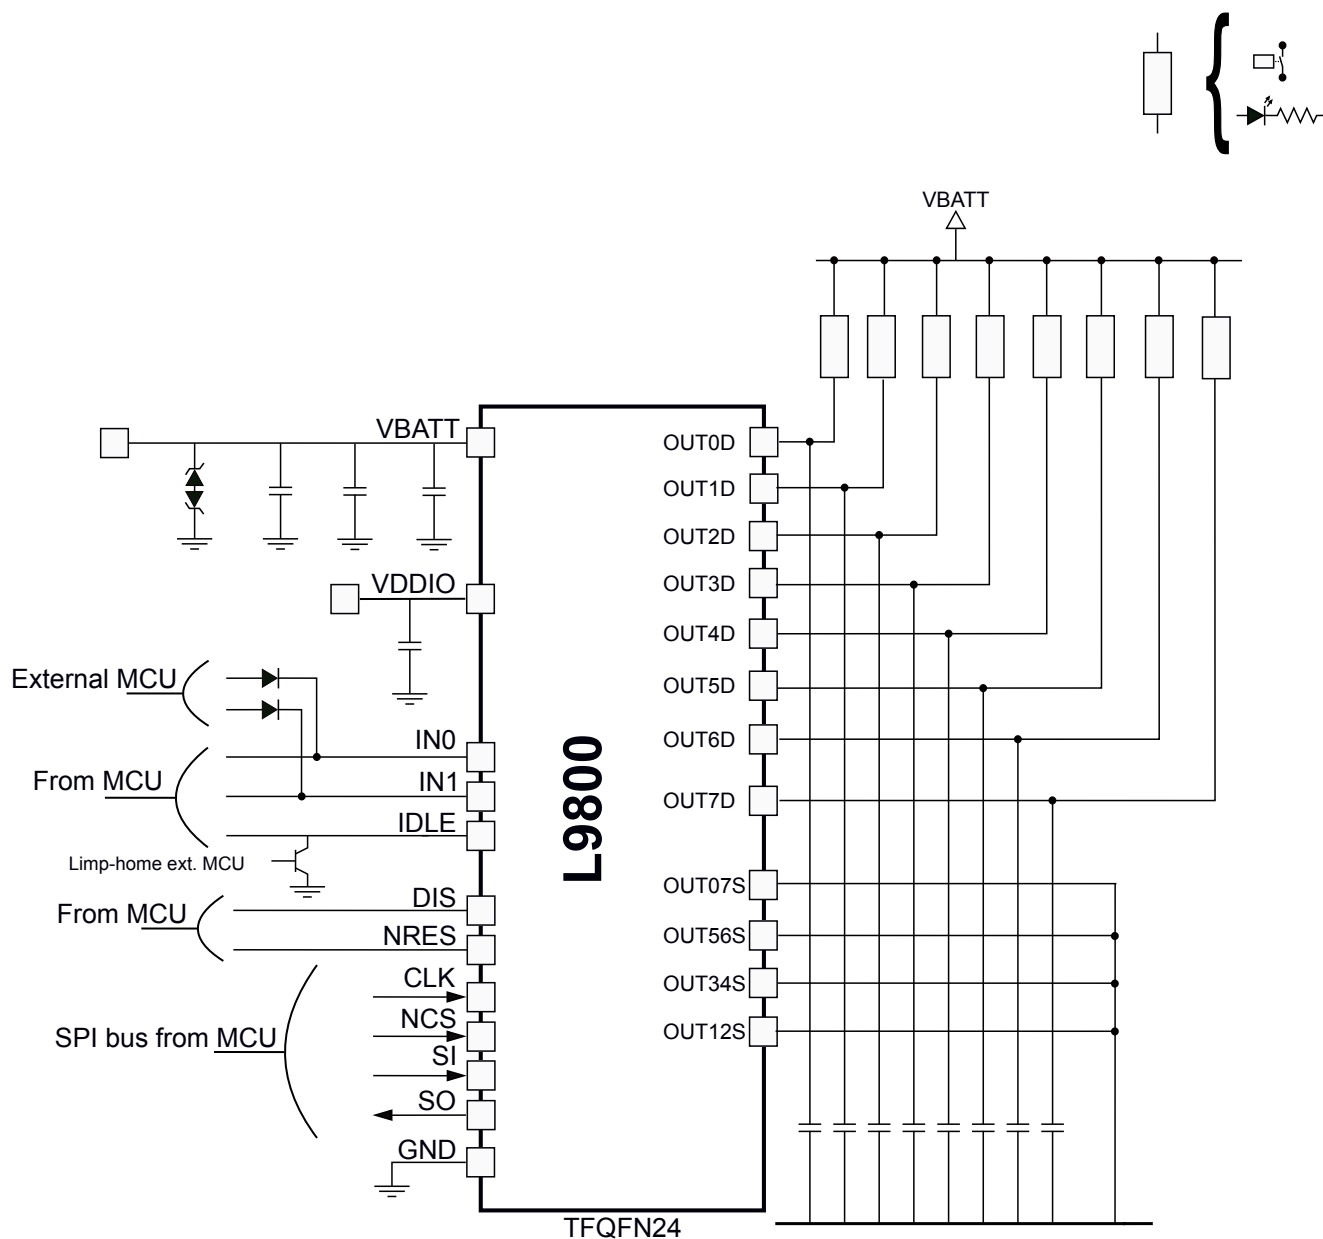 VBATT
VBATT
VDDIO
External MCU
IN0
From MCU
IN1
IDLE
Limp-home ext. MCU
DIS
From MCU
NRES
CLK
NCS
SPI bus from MCU
SI
SO
GND
L9800
OUT0D
OUT1D
OUT2D
OUT3D
OUT4D
OUT5D
OUT6D
OUT7D
OUT07S
OUT56S
OUT34S
OUT12S
TFQFN24